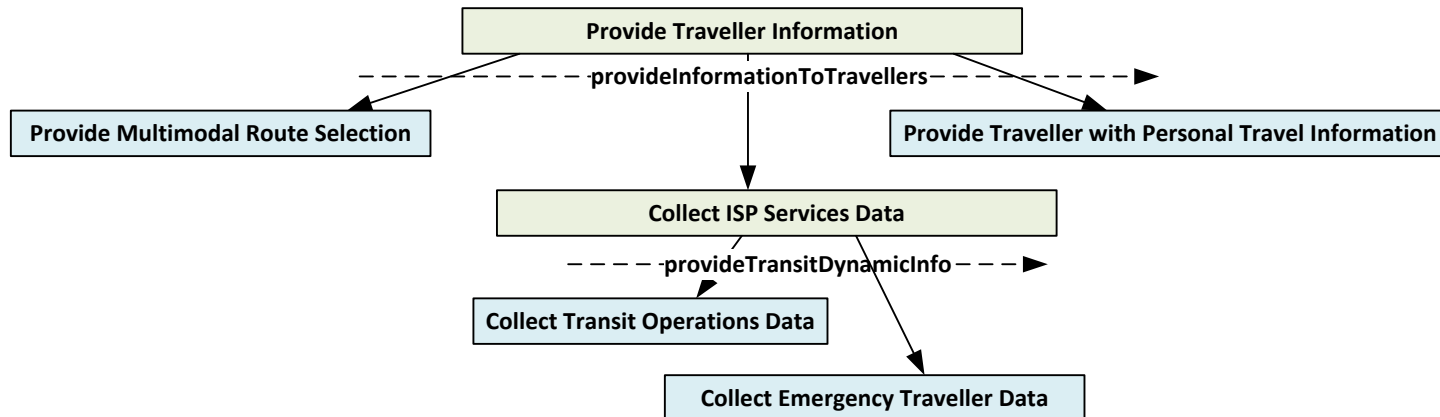 Provide Traveller Information
provideInformationToTravellers
Provide Multimodal Route Selection
Provide Traveller with Personal Travel Information
Collect ISP Services Data
provideTransitDynamicInfo
Collect Transit Operations Data
Collect Emergency Traveller Data